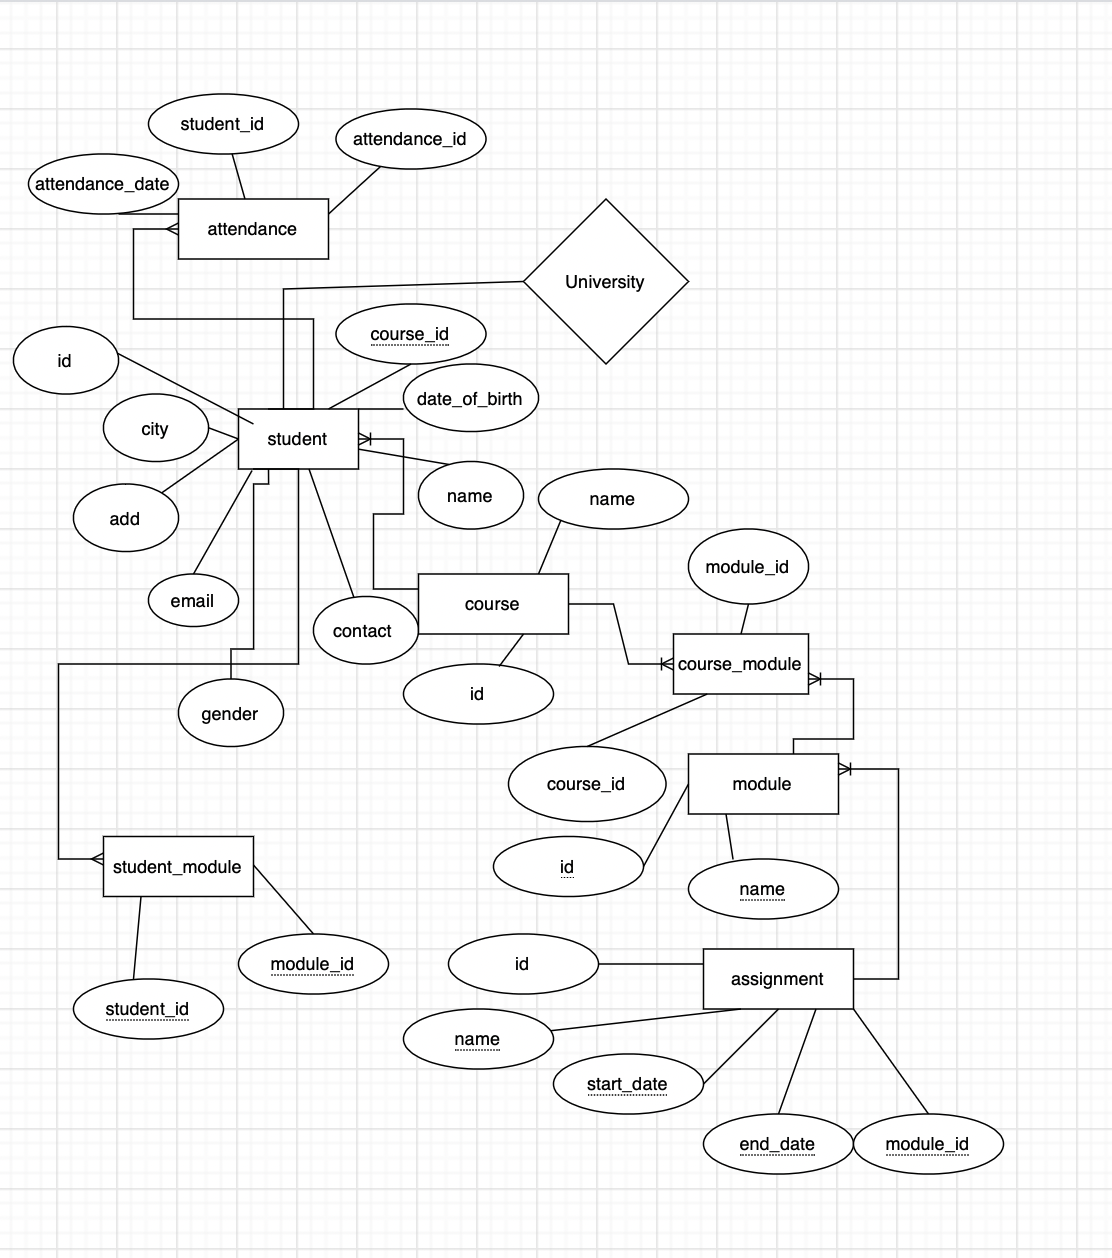 student_id
attendance_id
attendance_date
attendance
University
course_id
id
date_of_birth
city
student
name
name
add
module_id
email
course
contact
course_module
id
gender
course_id
module
student_module
id
name
module_id
id
assignment
student_id
name
start_date
end_date
module_id